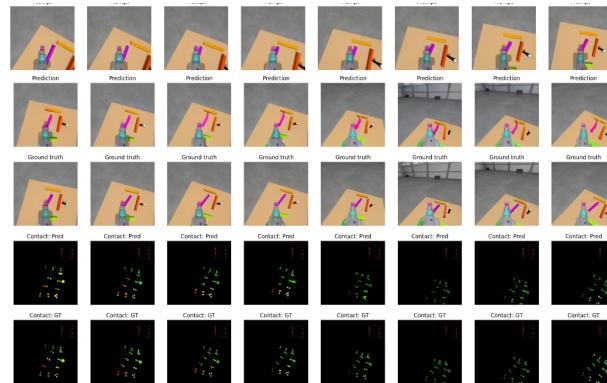 Prediction Prediction Prediction Prediction Prediction Prediction Prediction Prediction
Ground truth Ground truth Ground truth Ground truth Ground truth Ground truth Ground truth Ground truth
Contact: Pred Contact: Pred Contact: Pred Contact: Pred Contact: Pred Contact: Pred Contact: Pred Contact: Pred
Contact: GT Contact: GT Contact: GT Contact: GT Contact: GT Contact: GT Contact: GT Contact: GT